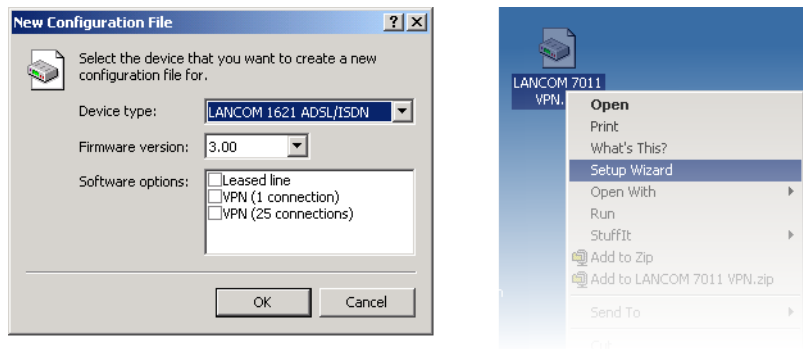 New Configuration File
Select the device that you want to create a new
configuration file for.
Device type:
LANCOM 1621 ADSL/ISDN
Firmware version:
3.00
Software options:
Leased line
VPN (1 connection)
VPN (25 connections)
OK
Cancel
LANCOM 7011
VPN.
Open
Print
What's This?
Setup Wizard
Open With
Run
StuffIt
Add to Zip
Add to LANCOM 7011 VPN.zip
Send To
Cut